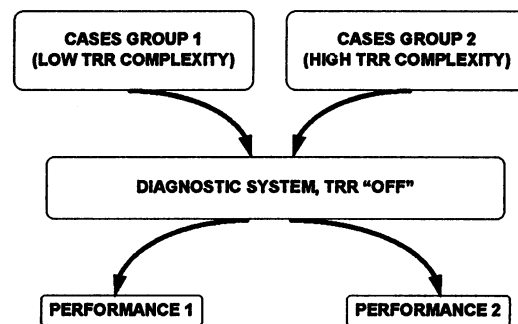 CASES GROUP 1
(LOW TRR COMPLEXITY)
CASES GROUP 2
(HIGH TRR COMPLEXITY)
DIAGNOSTIC SYSTEM, TRR “OFF”
PERFORMANCE 1
PERFORMANCE 2